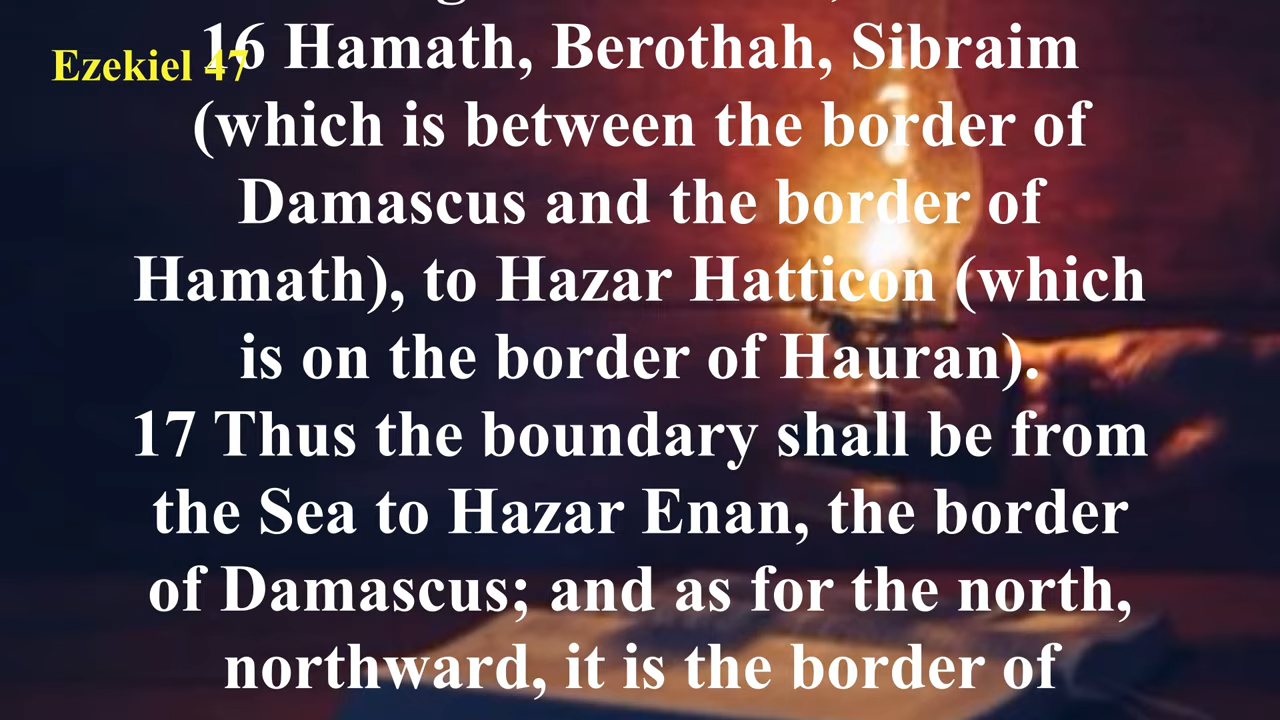 Ezekiel 47
16 Hamath, Berothah, Sibraim
(which is between the border of
Damascus and the border of
Hamath), to Hazar Hatticon (which
is on the border of Hauran).
17 Thus the boundary shall be from
the Sea to Hazar Enan, the border
of Damascus; and as for the north,
northward, it is the border of